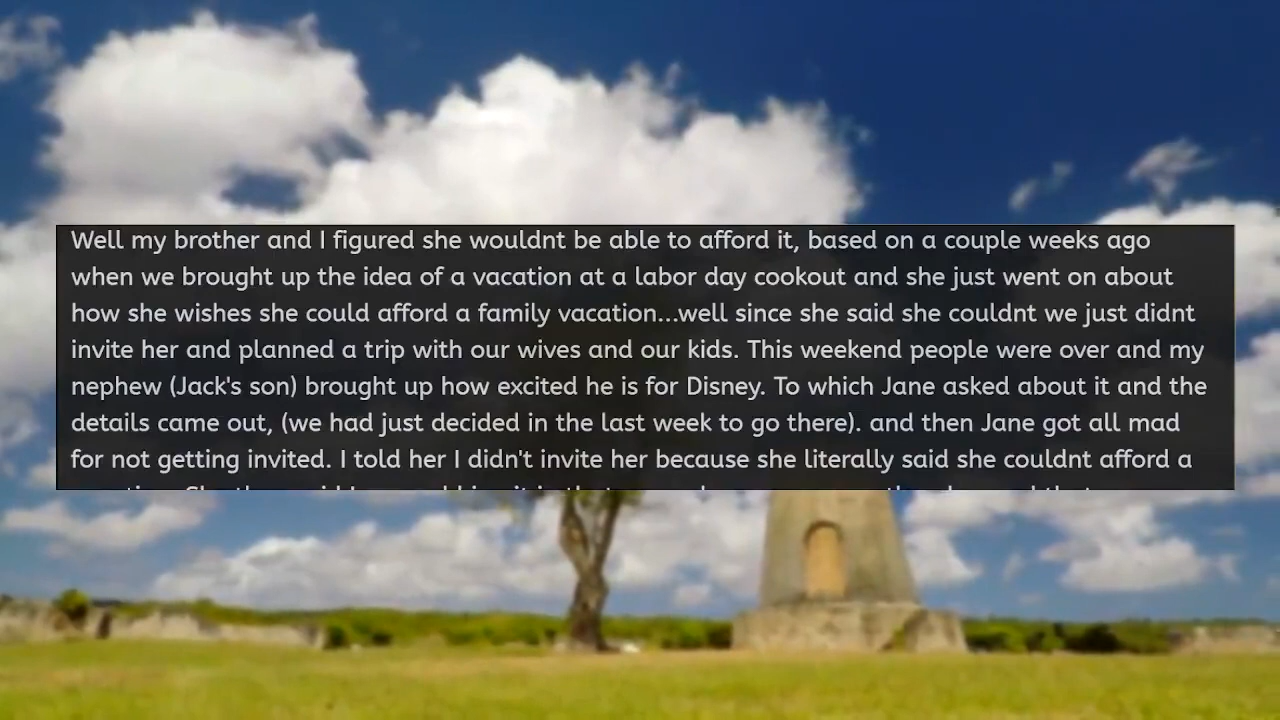 Well my brother and I figured she wouldnt be able to afford it, based on a couple weeks ago
when we brought up the idea of a vacation at a labor day cookout and she just went on about
how she wishes she could afford a family vacation...well since she said she couldnt we just didnt
invite her and planned a trip with our wives and our kids. This weekend people were over and my
nephew (Jack's son) brought up how excited he is for Disney. To which Jane asked about it and the
details came out, (we had just decided in the last week to go there). and then Jane got all mad
for not getting invited. I told her I didn't invite her because she literally said she couldnt afford a